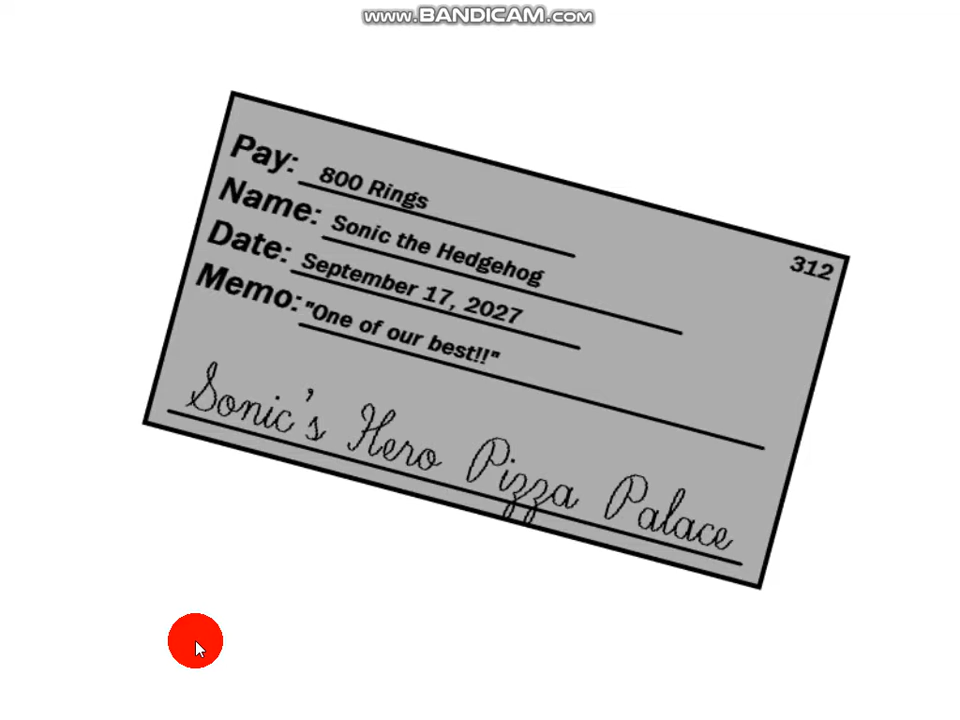 www.BANDICAM.com
312
Pay: 800 Rings
Name: Sonic the Hedgehog
Date: September 17, 2027
Memo: "One of our best!!"
Sonic's Hero Pizza Palace